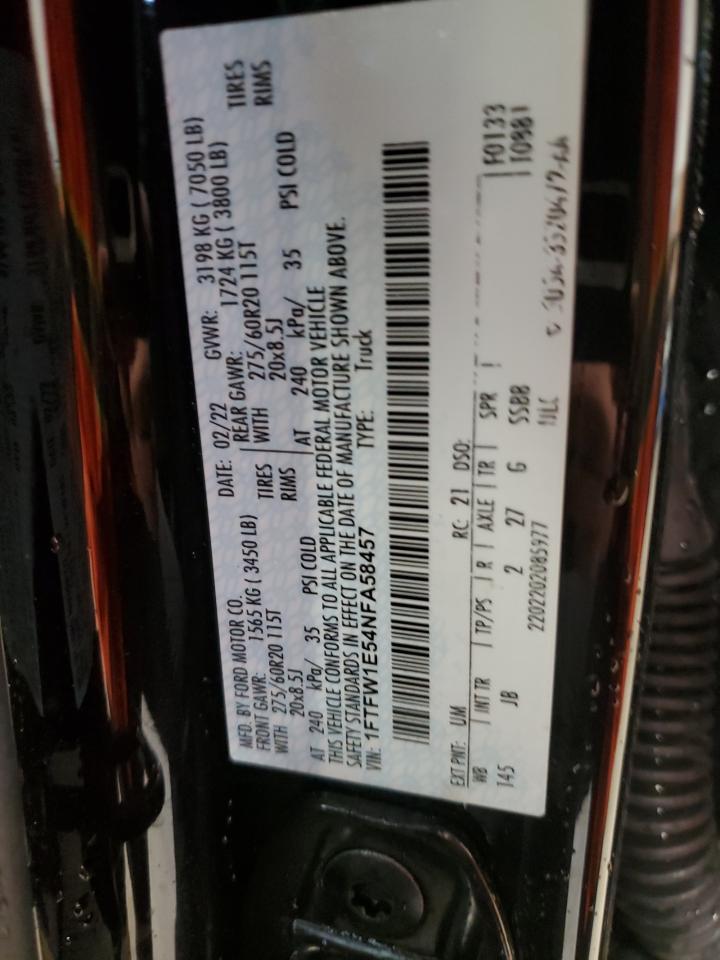 MFD. BY FORD MOTOR CO.
DATE: 02/22 GVWR: 3198 KG ( 7050 LB)
FRONT GAWR: 1565 KG ( 3450 LB) REAR GAWR: 1724 KG ( 3800 LB)
WITH 275/60R20 115T TIRES WITH 275/60R20 115T TIRES
20x8.5J RIMS 20x8.5J RIMS
AT 240 kPa/ 35 PSI COLD AT 240 kPa/ 35 PSI COLD
THIS VEHICLE CONFORMS TO ALL APPLICABLE FEDERAL MOTOR VEHICLE
SAFETY STANDARDS IN EFFECT ON THE DATE OF MANUFACTURE SHOWN ABOVE.
VIN: 1FTFW1E54NFA58457 TYPE: Truck
EXT PNT: UM RC: 21 DSO:
WB INT TR TP/PS R AXLE TR SPR F0133
145 JB 2 27 G SSBB 10881
2202202085977